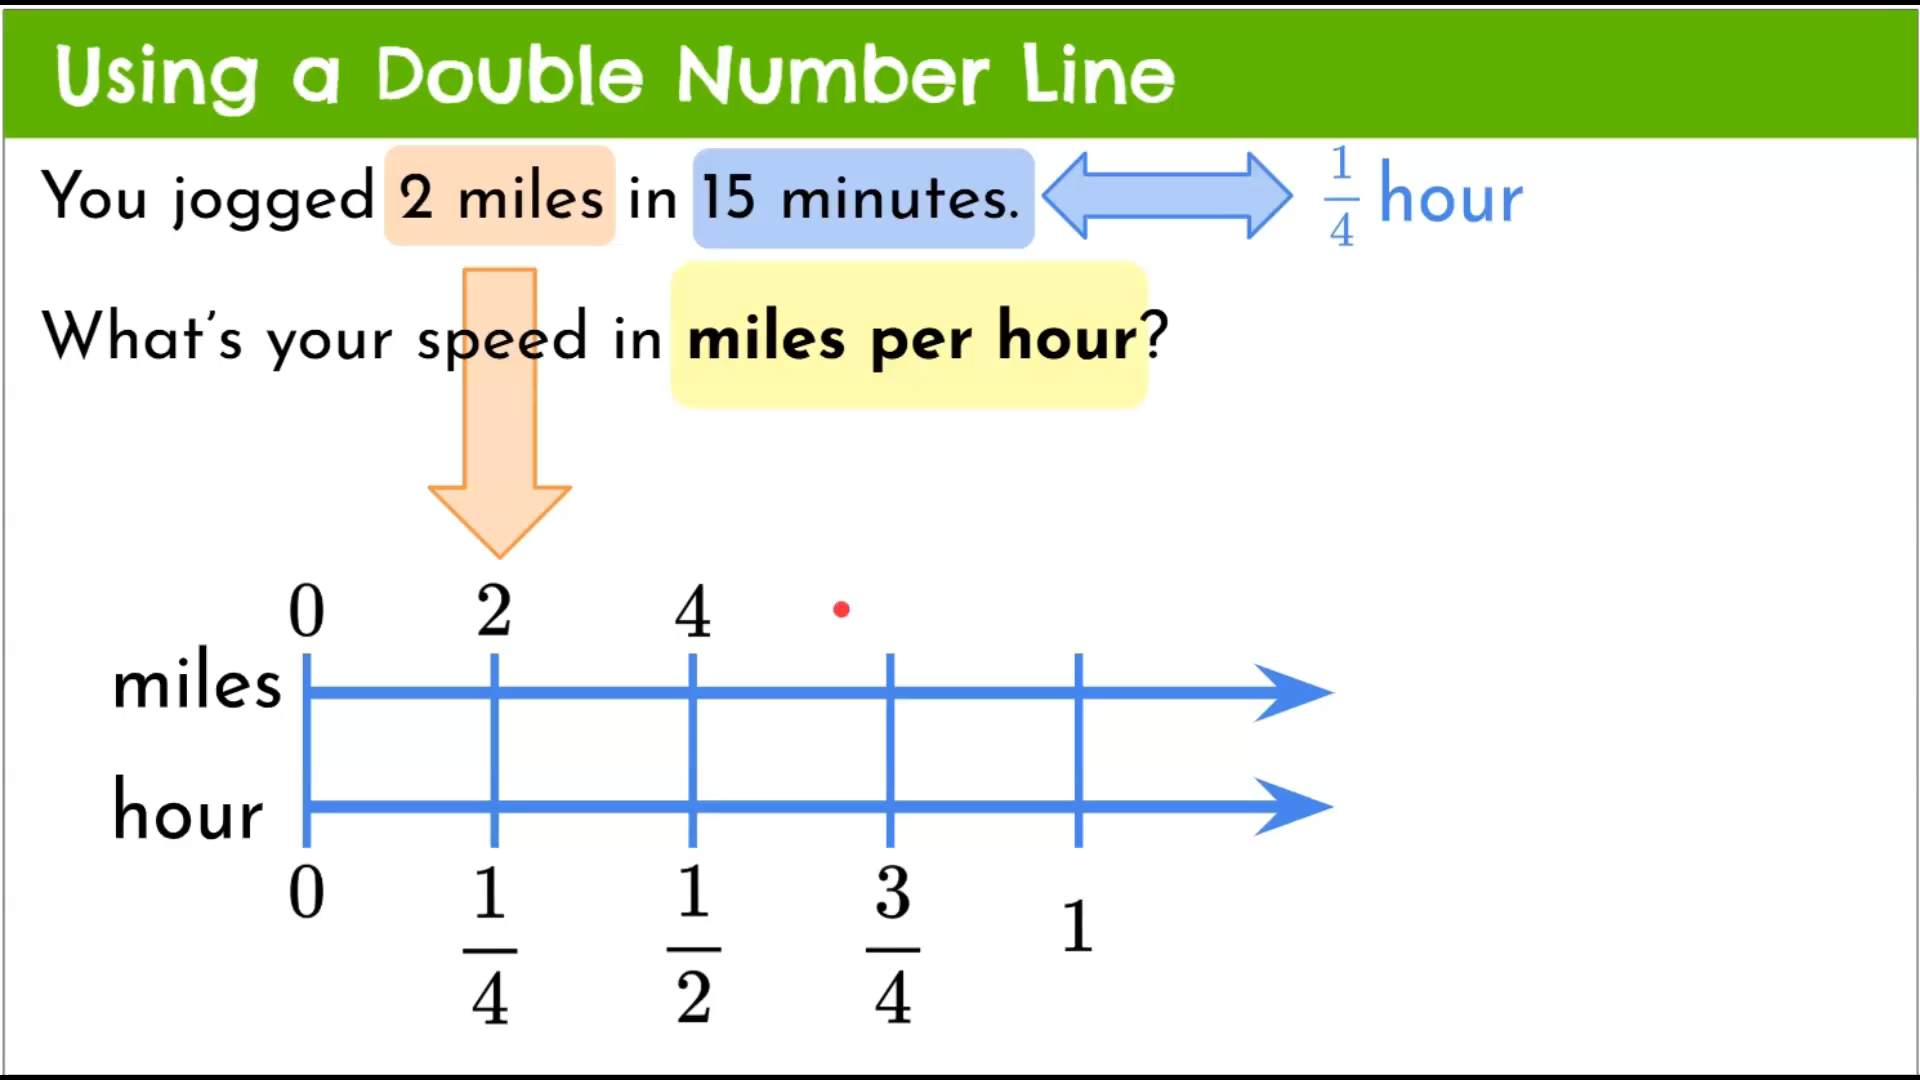 Using a Double Number Line
You jogged 2 miles in 15 minutes. 1/4 hour
What's your speed in miles per hour?
0 2 4
miles
hour
0 1/4 1/2 3/4 1